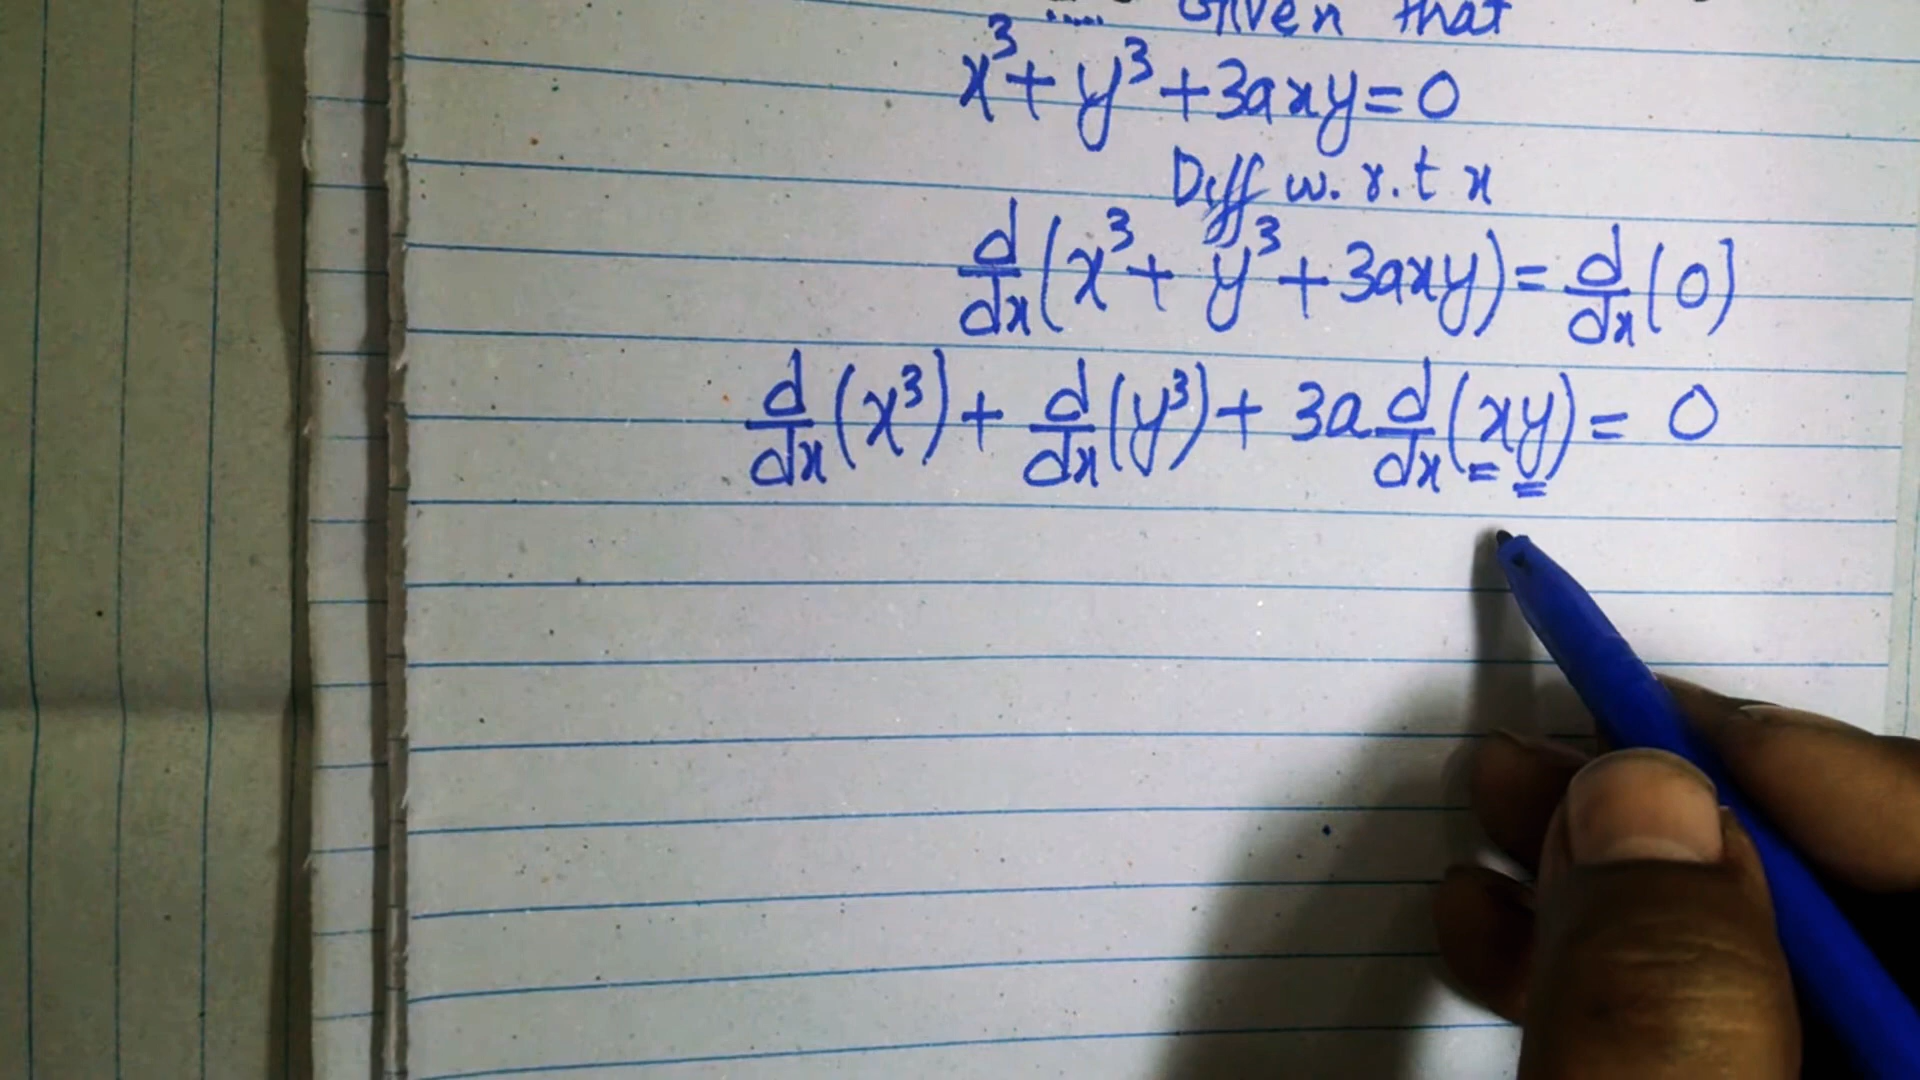 Given that
x³ + y³ + 3axy = 0
Diff w.r.t x
d/dx (x³ + y³ + 3axy) = d/dx (0)
d/dx (x³) + d/dx (y³) + 3a d/dx (xy) = 0